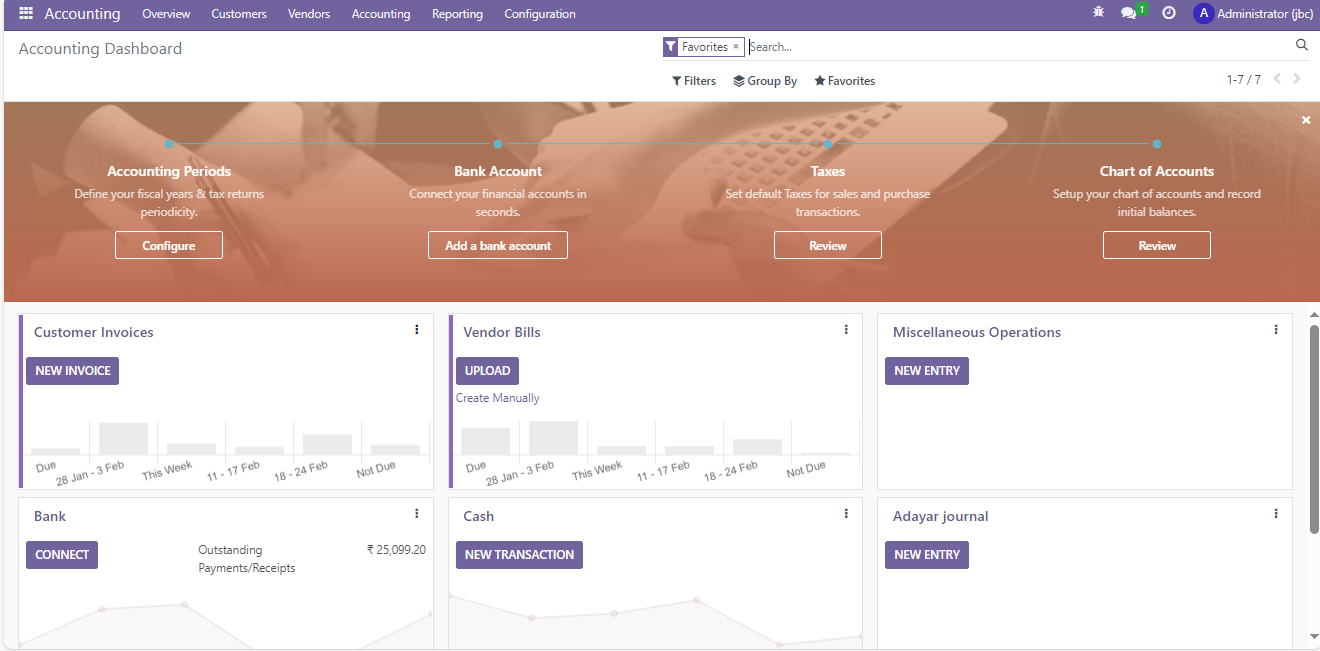 Accounting Overview Customers Vendors Accounting Reporting Configuration 1 A Administrator (jbc)
Accounting Dashboard Favorites × Search...
Filters Group By Favorites 1-7 / 7
×
Accounting Periods
Define your fiscal years & tax returns
periodicity.
Configure
Bank Account
Connect your financial accounts in
seconds.
Add a bank account
Taxes
Set default Taxes for sales and purchase
transactions.
Review
Chart of Accounts
Setup your chart of accounts and record
initial balances.
Review
Customer Invoices
NEW INVOICE
Due 28 Jan - 3 Feb This Week 11 - 17 Feb 18 - 24 Feb Not Due
Vendor Bills
UPLOAD
Create Manually
Due 28 Jan - 3 Feb This Week 11 - 17 Feb 18 - 24 Feb Not Due
Miscellaneous Operations
NEW ENTRY
Bank
CONNECT Outstanding ₹ 25,099.20
Payments/Receipts
Cash
NEW TRANSACTION
Adayar journal
NEW ENTRY